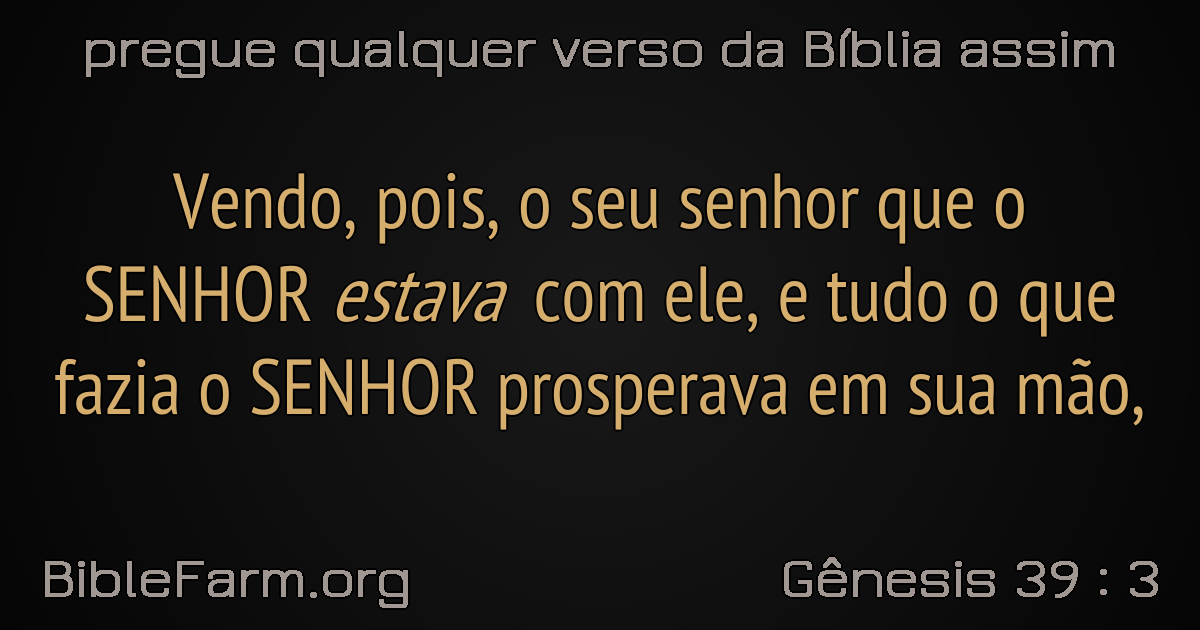 pregue qualquer verso da Bíblia assim
Vendo, pois, o seu senhor que o
SENHOR estava com ele, e tudo o que
fazia o SENHOR prosperava em sua mão,
BibleFarm.org
Gênesis 39 : 3